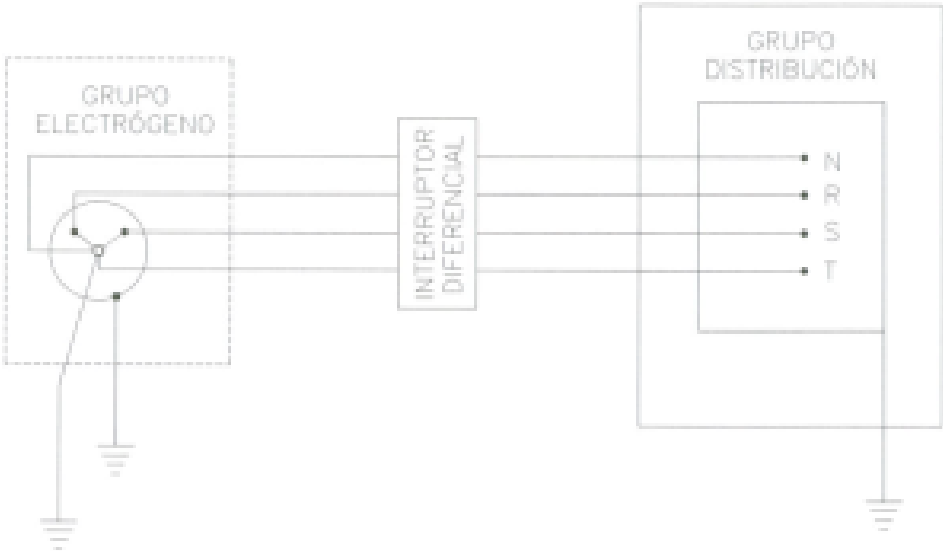 GRUPO
DISTRIBUCIÓN
GRUPO
ELECTRÓGENO
INTERRUPTOR
DIFERENCIAL
N
R
S
T